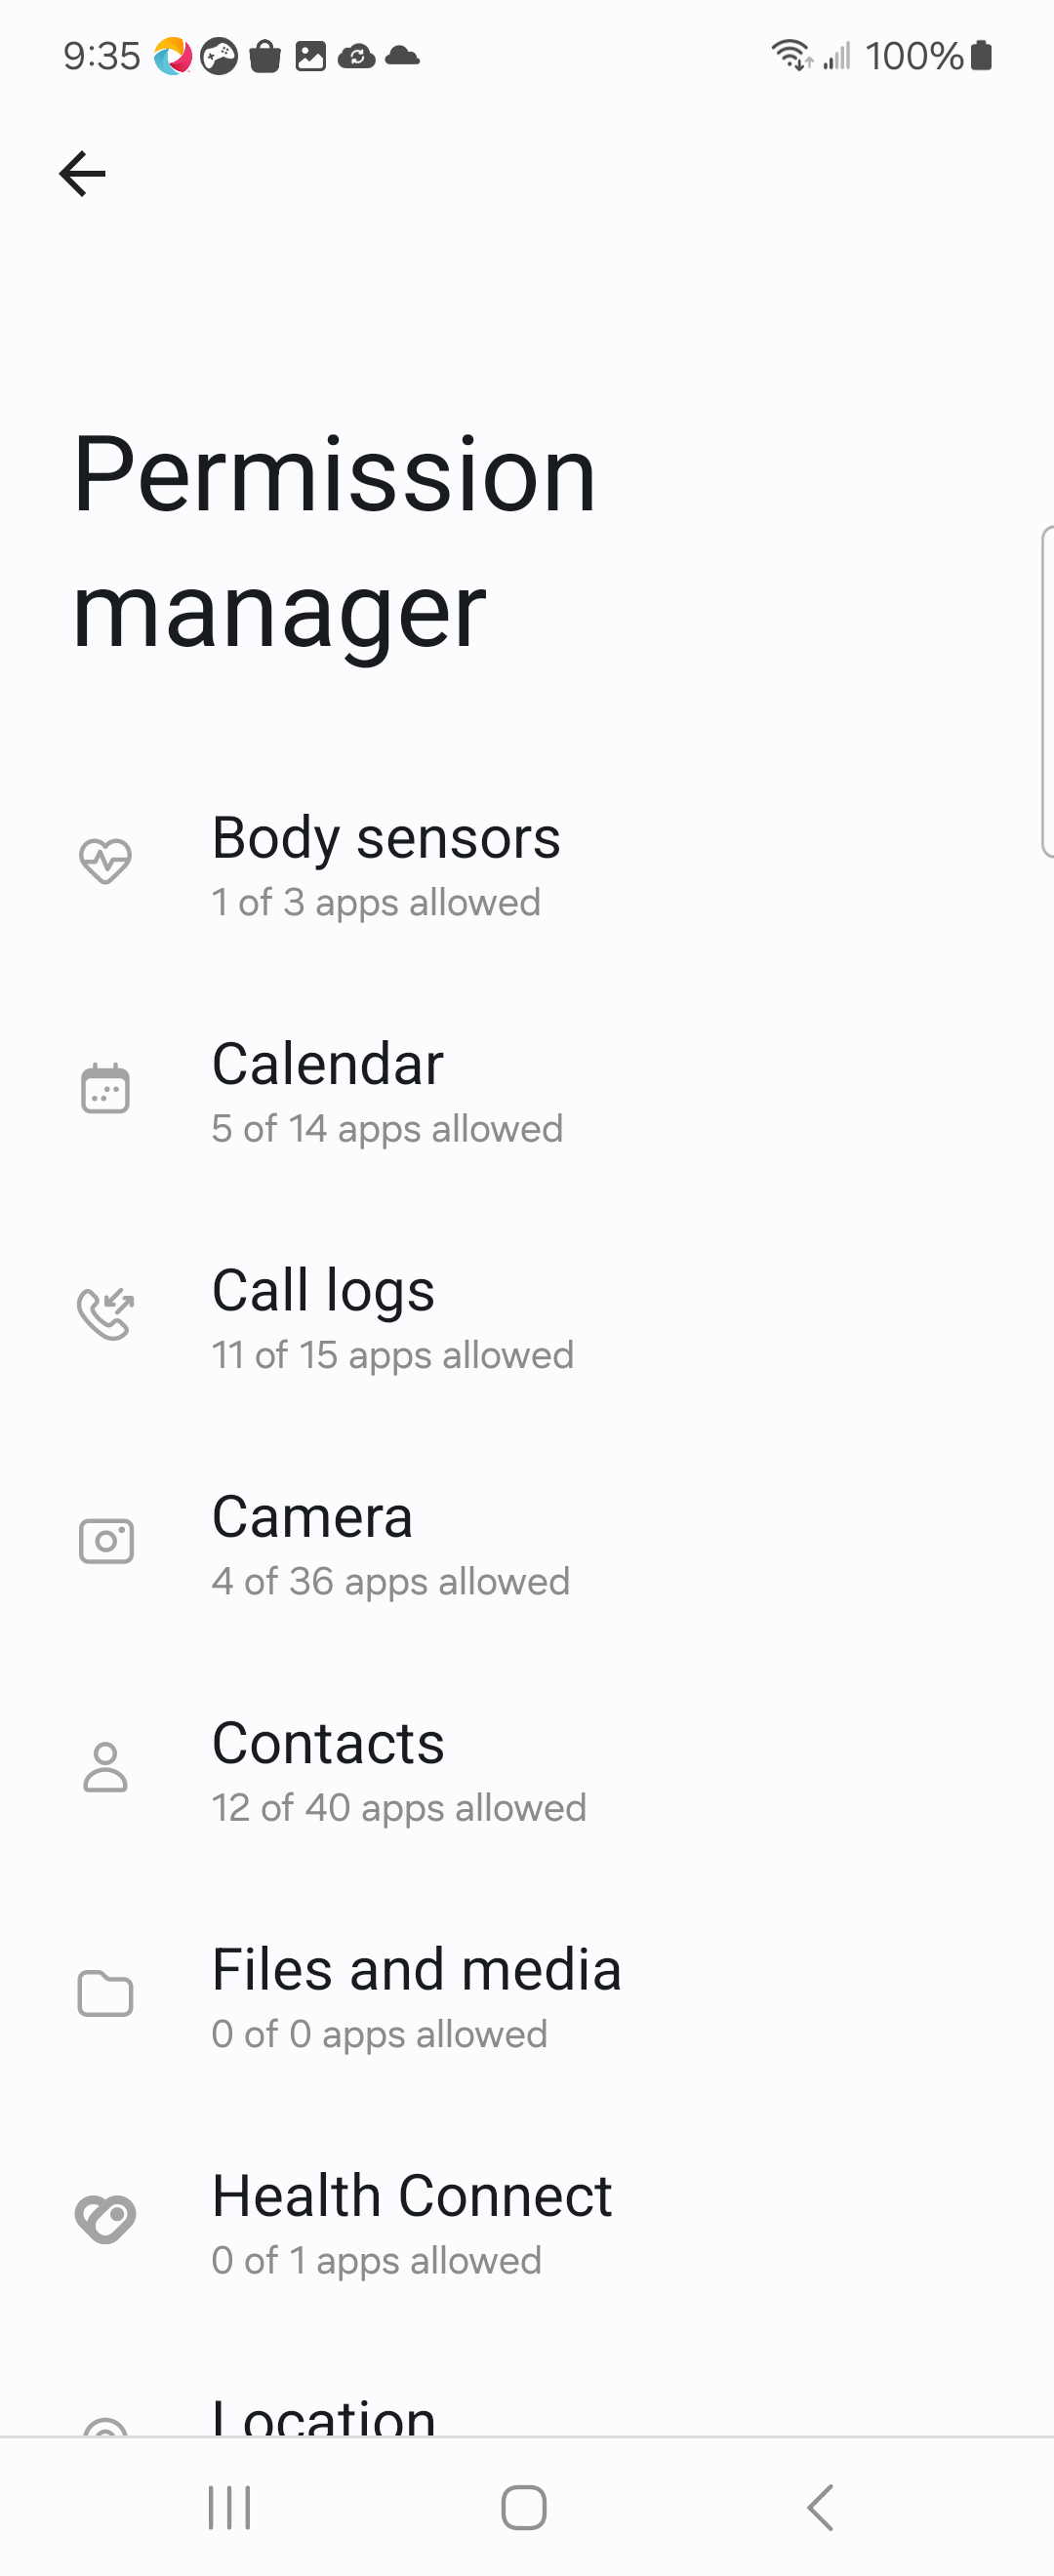 9:35
100%
Permission
manager
Body sensors
1 of 3 apps allowed
Calendar
5 of 14 apps allowed
Call logs
11 of 15 apps allowed
Camera
4 of 36 apps allowed
Contacts
12 of 40 apps allowed
Files and media
0 of 0 apps allowed
Health Connect
0 of 1 apps allowed
Location